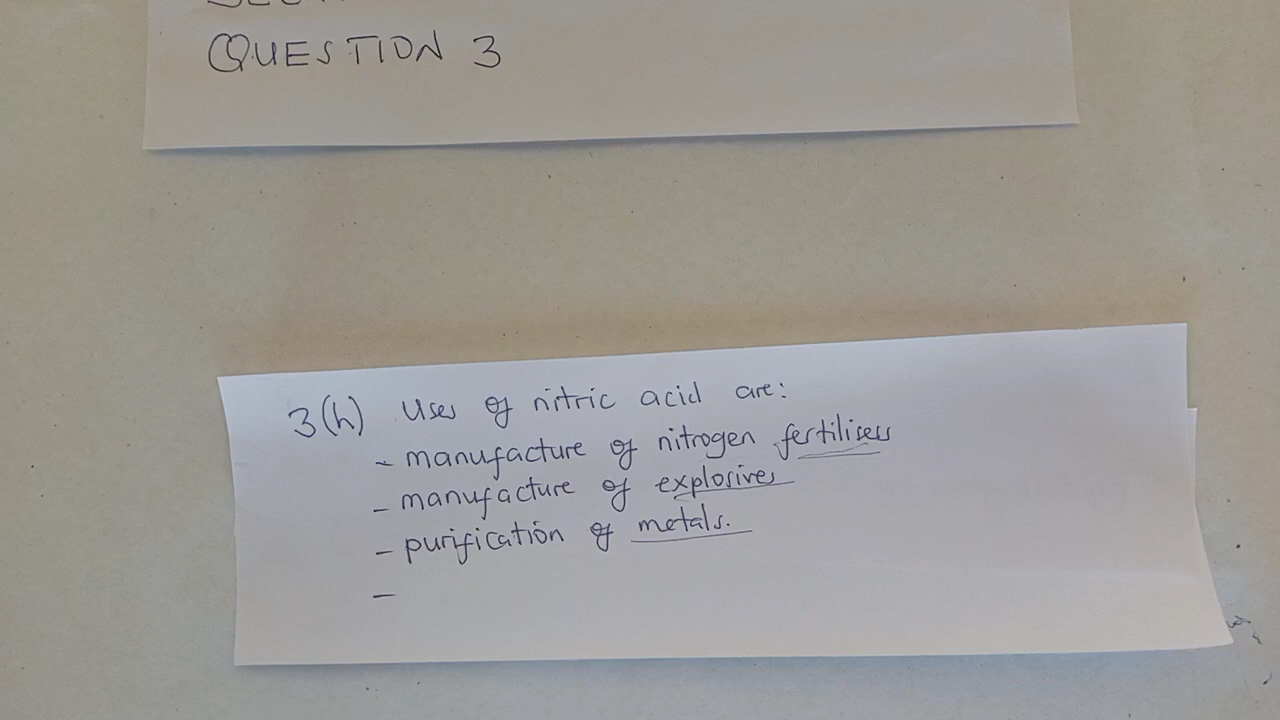 QUESTION 3
3(h) Uses of nitric acid are:
- manufacture of nitrogen fertilisers
- manufacture of explosives
- purification of metals.
-